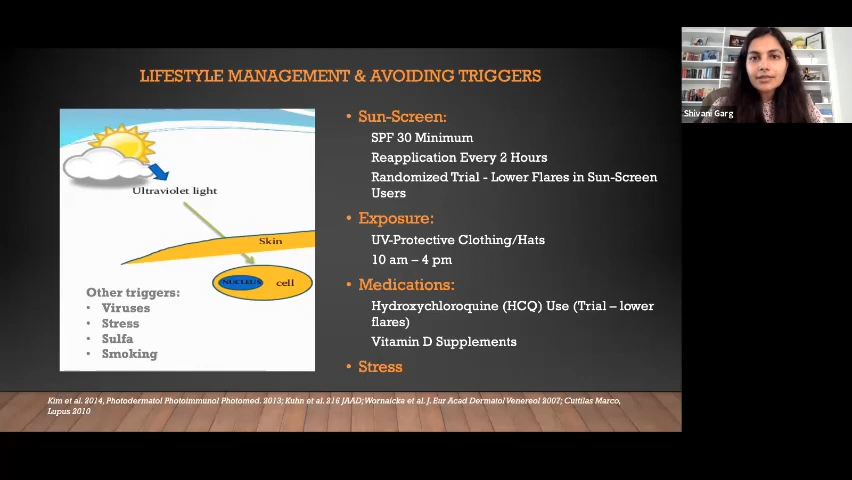 LIFESTYLE MANAGEMENT & AVOIDING TRIGGERS
Ultraviolet light
Skin
NUCLEUS
cell
Other triggers:
• Viruses
• Stress
• Sulfa
• Smoking
• Sun-Screen:
SPF 30 Minimum
Reapplication Every 2 Hours
Randomized Trial - Lower Flares in Sun-Screen
Users
• Exposure:
UV-Protective Clothing/Hats
10 am – 4 pm
• Medications:
Hydroxychloroquine (HCQ) Use (Trial – lower
flares)
Vitamin D Supplements
• Stress
Kim et al. 2014, Photodermatol Photoimmunol Photomed. 2013; Kuhn et al. 216 JAAD; Wornaicka et al. J. Eur Acad Dermatol Venereol 2007; Cuttilas Marco,
Lupus 2010
Shivani Garg